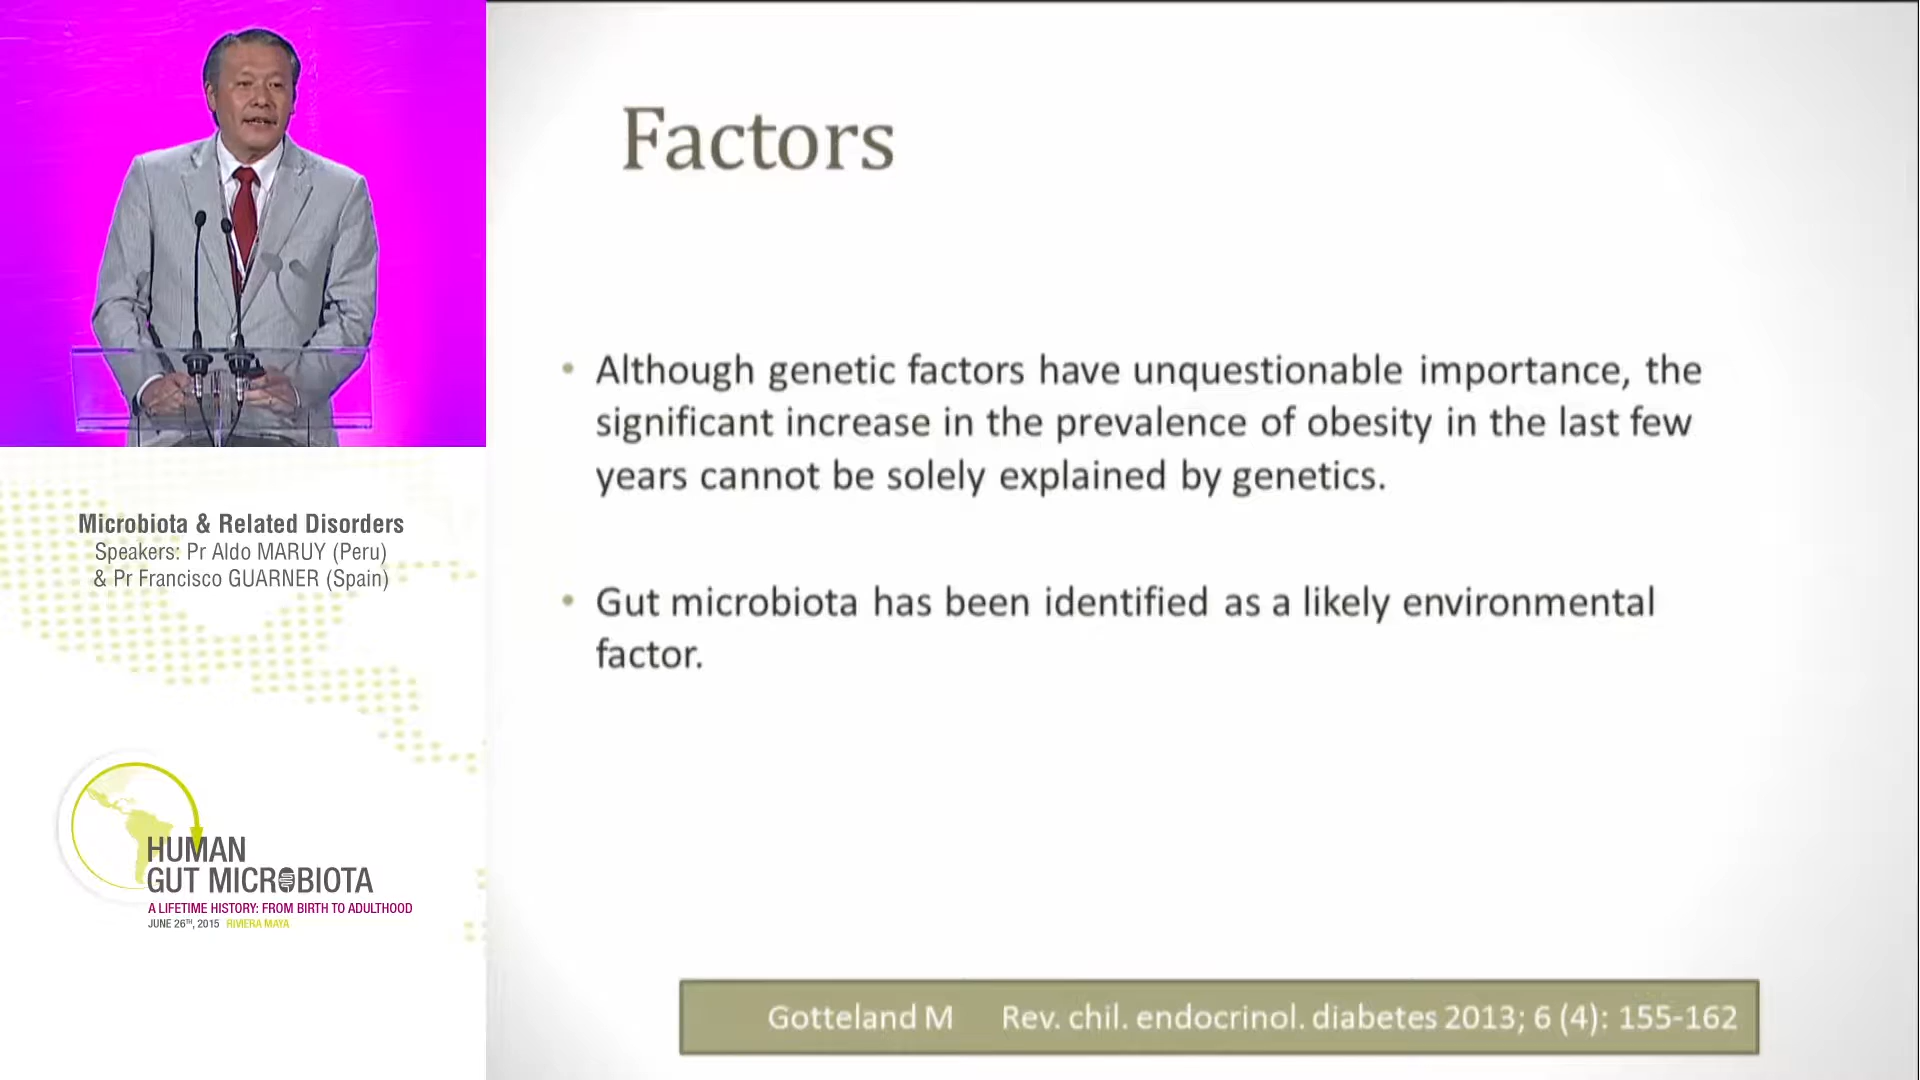 Factors
• Although genetic factors have unquestionable importance, the
significant increase in the prevalence of obesity in the last few
years cannot be solely explained by genetics.
• Gut microbiota has been identified as a likely environmental
factor.
Gotteland M Rev. chil. endocrinol. diabetes 2013; 6 (4): 155-162
Microbiota & Related Disorders
Speakers: Pr Aldo MARUY (Peru)
& Pr Francisco GUARNER (Spain)
HUMAN
GUT MICROBIOTA
A LIFETIME HISTORY: FROM BIRTH TO ADULTHOOD
JUNE 26TH, 2015 RIVIERA MAYA